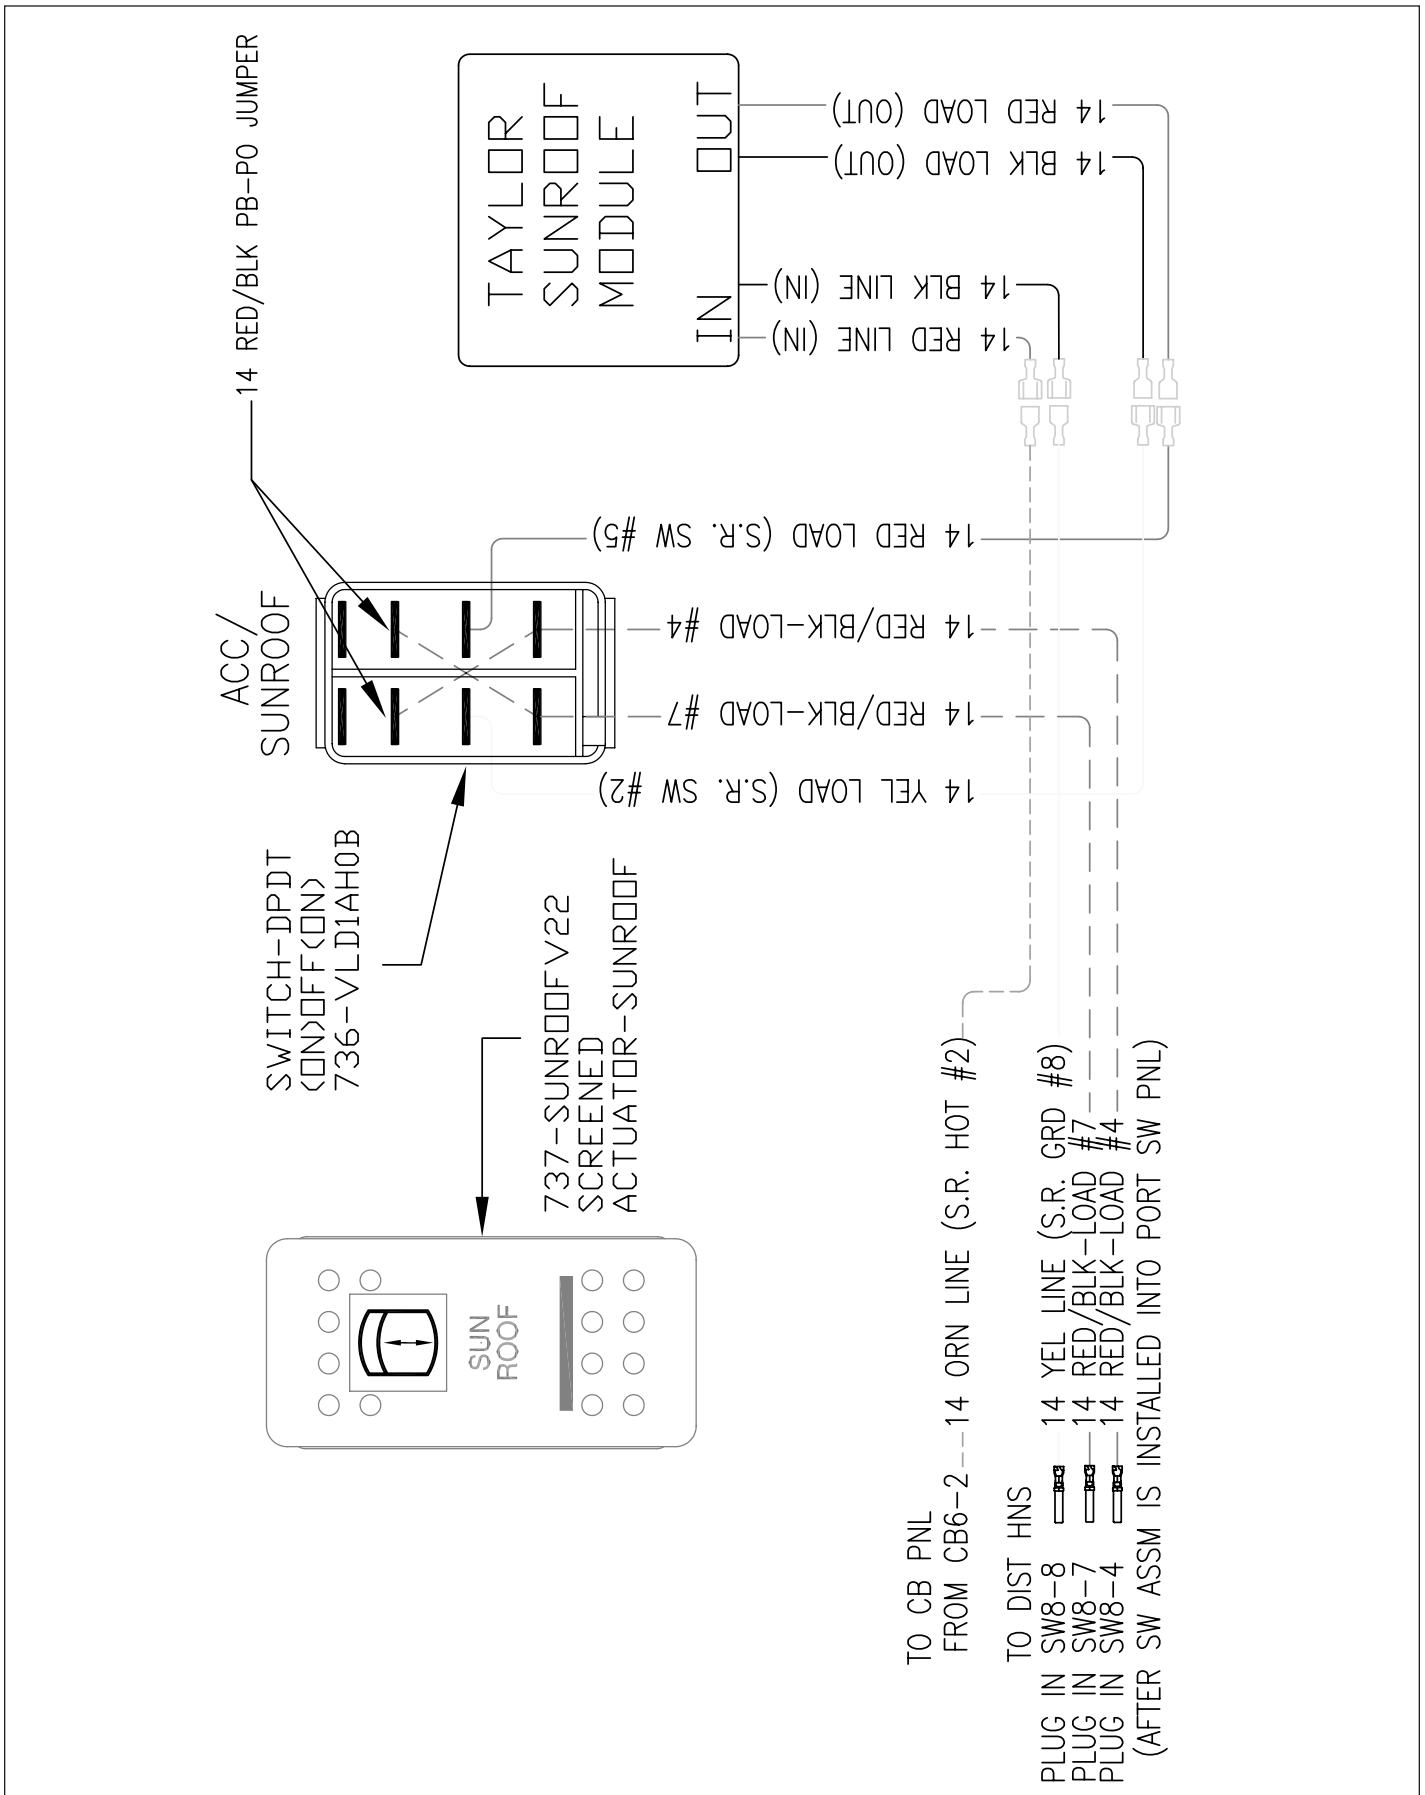 14 RED/BLK PB-PO JUMPER
TAYLOR
SUNROOF
MODULE
IN OUT
14 RED LOAD (OUT)
14 BLK LOAD (OUT)
14 BLK LINE (IN)
14 RED LINE (IN)
ACC/
SUNROOF
14 RED LOAD (S.R. SW #5)
14 RED/BLK-LOAD #4
14 RED/BLK-LOAD #7
14 YEL LOAD (S.R. SW #2)
SWITCH-DPDT
(ON)OFF(ON)
736-VLD1AH0B
737-SUNROOFV22
SCREENED
ACTUATOR-SUNROOF
SUN
ROOF
TO CB PNL
FROM CB6-2
14 ORN LINE (S.R. HOT #2)
TO DIST HNS
PLUG IN SW8-8 14 YEL LINE (S.R. GRD #8)
PLUG IN SW8-7 14 RED/BLK-LOAD #7
PLUG IN SW8-4 14 RED/BLK-LOAD #4
(AFTER SW ASSM IS INSTALLED INTO PORT SW PNL)